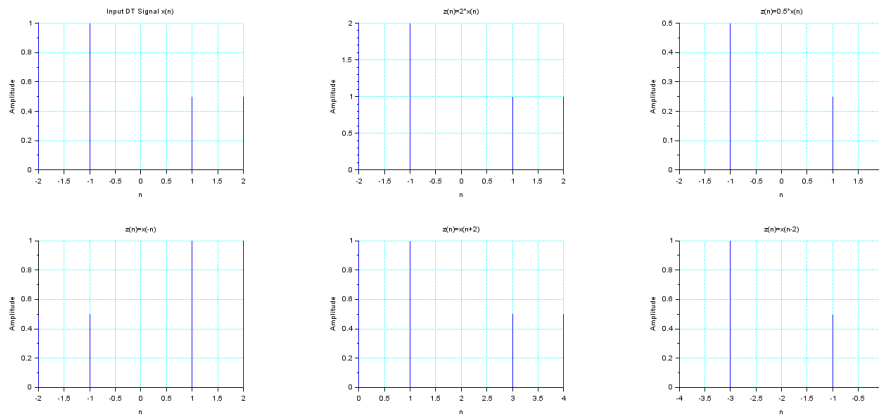 Input DT Signal x(n)
1
0.8
0.6
0.4
0.2
0
Amplitude
-2 -1.5 -1 -0.5 0 0.5 1 1.5 2
n
z(n)=2*x(n)
2
1.5
1
0.5
0
Amplitude
-2 -1.5 -1 -0.5 0 0.5 1 1.5 2
n
z(n)=0.5*x(n)
0.5
0.4
0.3
0.2
0.1
0
Amplitude
-2 -1.5 -1 -0.5 0 0.5 1 1.5
n
z(n)=x(-n)
1
0.8
0.6
0.4
0.2
0
Amplitude
-2 -1.5 -1 -0.5 0 0.5 1 1.5 2
n
z(n)=x(n+2)
1
0.8
0.6
0.4
0.2
0
Amplitude
0 0.5 1 1.5 2 2.5 3 3.5 4
n
z(n)=x(n-2)
1
0.8
0.6
0.4
0.2
0
Amplitude
-4 -3.5 -3 -2.5 -2 -1.5 -1 -0.5
n